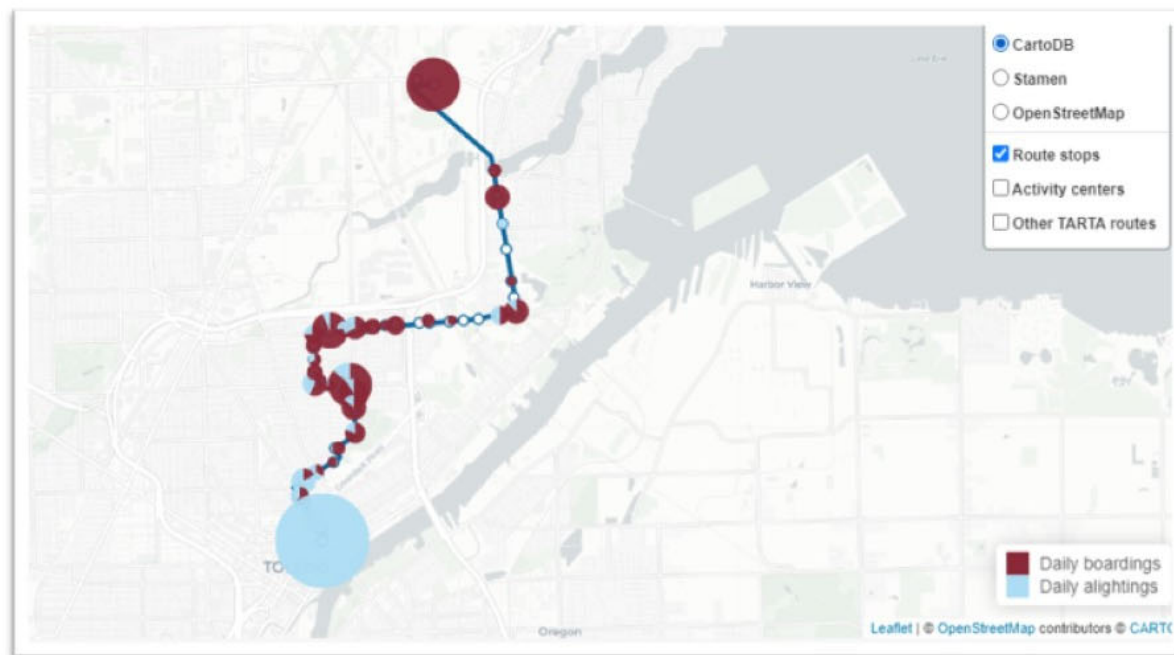 CartoDB
Stamen
OpenStreetMap
Route stops
Activity centers
Other TARTA routes
Harbor View
Daily boardings
Daily alightings
Oregon
Leaflet | © OpenStreetMap contributors © CARTO